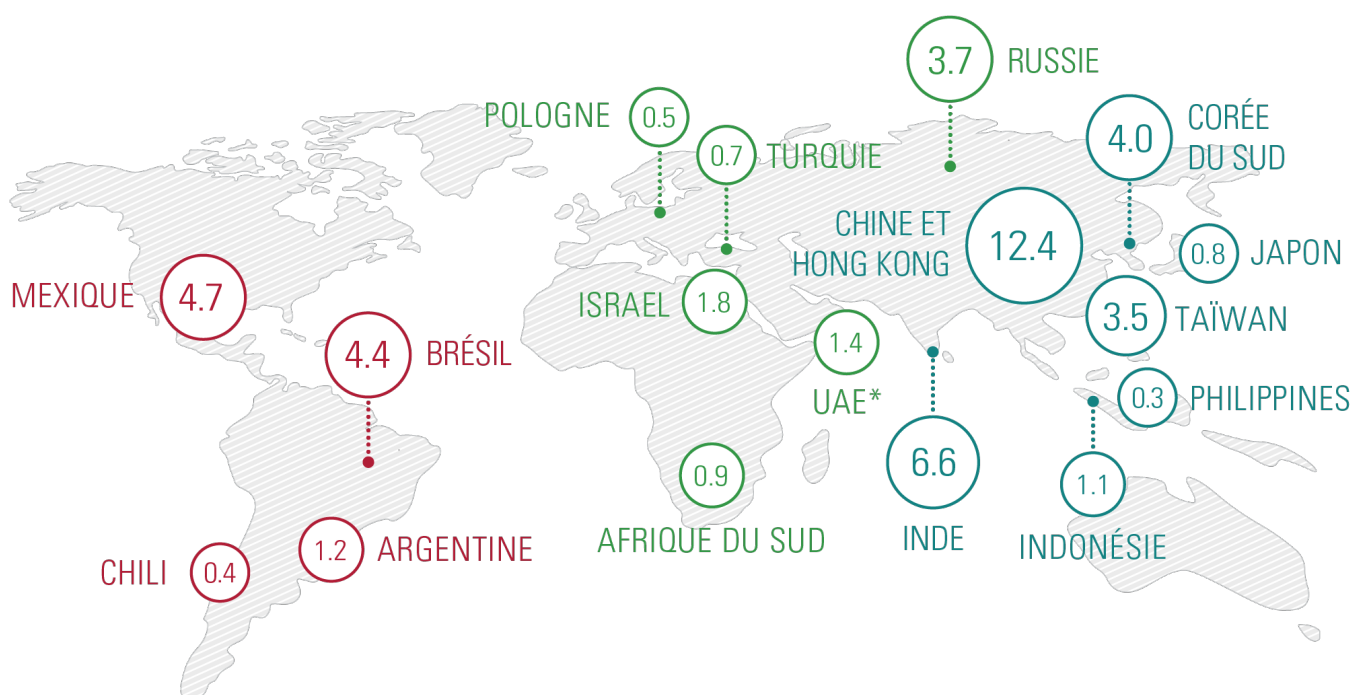 3.7 RUSSIE
POLOGNE 0.5
0.7 TURQUIE
4.0 CORÉE
DU SUD
CHINE ET
HONG KONG
12.4
0.8 JAPON
MEXIQUE 4.7
ISRAEL 1.8
3.5 TAÏWAN
4.4 BRÉSIL
1.4
UAE*
0.3 PHILIPPINES
6.6
INDE
0.9
AFRIQUE DU SUD
1.1
INDONÉSIE
1.2 ARGENTINE
CHILI 0.4